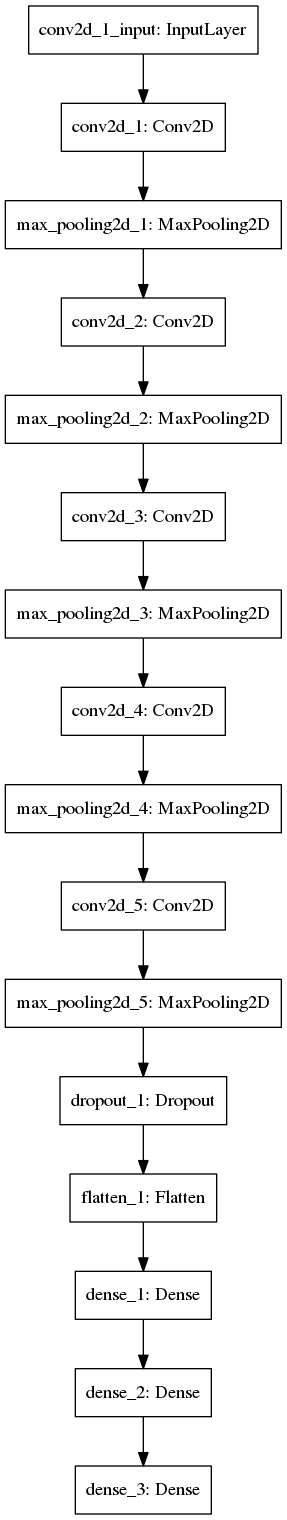 conv2d_1_input: InputLayer
conv2d_1: Conv2D
max_pooling2d_1: MaxPooling2D
conv2d_2: Conv2D
max_pooling2d_2: MaxPooling2D
conv2d_3: Conv2D
max_pooling2d_3: MaxPooling2D
conv2d_4: Conv2D
max_pooling2d_4: MaxPooling2D
conv2d_5: Conv2D
max_pooling2d_5: MaxPooling2D
dropout_1: Dropout
flatten_1: Flatten
dense_1: Dense
dense_2: Dense
dense_3: Dense